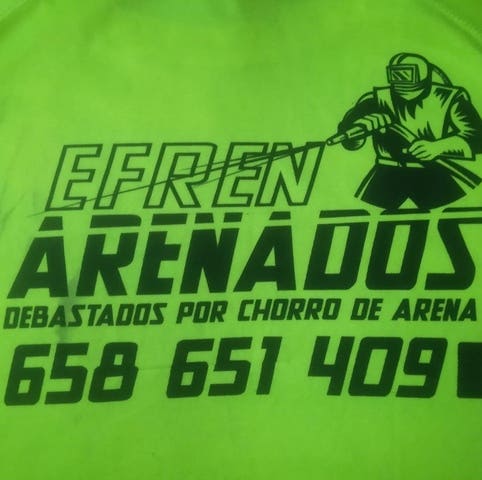 EFREN
ARENADOS
DEBASTADOS POR CHORRO DE ARENA
658 651 409